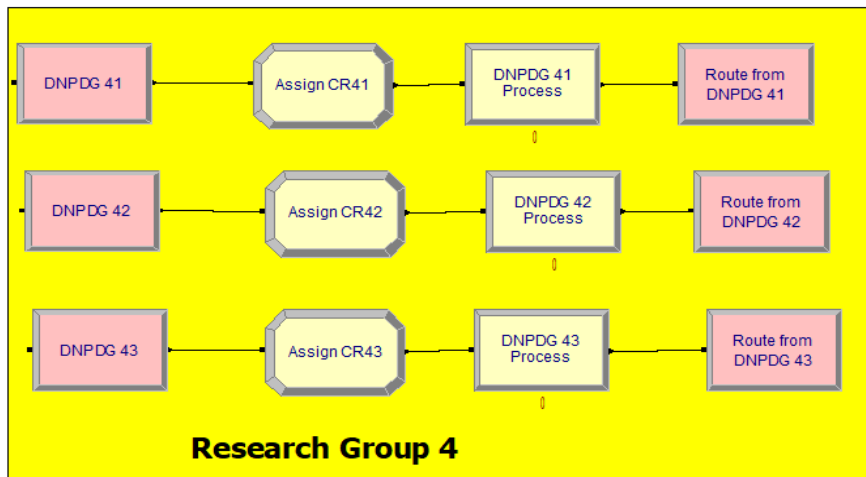 DNPDG 41
Assign CR41
DNPDG 41
Process
Route from
DNPDG 41
DNPDG 42
Assign CR42
DNPDG 42
Process
Route from
DNPDG 42
DNPDG 43
Assign CR43
DNPDG 43
Process
Route from
DNPDG 43
0
0
0
Research Group 4